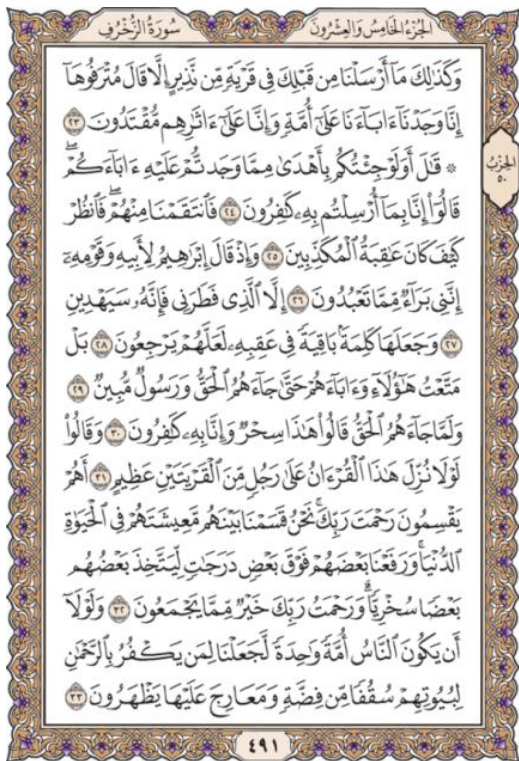 سُورَةُ الزُّخْرُفِ
الجُزْءُ الخَامِسُ وَالعِشْرُونَ
وَكَذَٰلِكَ مَآ أَرْسَلْنَا مِن قَبْلِكَ فِى قَرْيَةٍ مِّن نَّذِيرٍ إِلَّا قَالَ مُتْرَفُوهَآ
إِنَّا وَجَدْنَآ ءَابَآءَنَا عَلَىٰٓ أُمَّةٍ وَإِنَّا عَلَىٰٓ ءَاثَٰرِهِم مُّقْتَدُونَ ٢٣
الحِزْبُ
٥٠
۞ قَٰلَ أَوَلَوْ جِئْتُكُم بِأَهْدَىٰ مِمَّا وَجَدتُّمْ عَلَيْهِ ءَابَآءَكُمْ ۖ
قَالُوٓا۟ إِنَّا بِمَآ أُرْسِلْتُم بِهِۦ كَٰفِرُونَ ٢٤ فَٱنتَقَمْنَا مِنْهُمْ ۖ فَٱنظُرْ
كَيْفَ كَانَ عَٰقِبَةُ ٱلْمُكَذِّبِينَ ٢٥ وَإِذْ قَالَ إِبْرَٰهِيمُ لِأَبِيهِ وَقَوْمِهِۦٓ
إِنَّنِى بَرَآءٌ مِّمَّا تَعْبُدُونَ ٢٦ إِلَّا ٱلَّذِى فَطَرَنِى فَإِنَّهُۥ سَيَهْدِينِ
٢٧ وَجَعَلَهَا كَلِمَةًۢ بَاقِيَةً فِى عَقِبِهِۦ لَعَلَّهُمْ يَرْجِعُونَ ٢٨ بَلْ
مَتَّعْتُ هَٰٓؤُلَآءِ وَءَابَآءَهُمْ حَتَّىٰ جَآءَهُمُ ٱلْحَقُّ وَرَسُولٌ مُّبِينٌ ٢٩
وَلَمَّا جَآءَهُمُ ٱلْحَقُّ قَالُوا۟ هَٰذَا سِحْرٌ وَإِنَّا بِهِۦ كَٰفِرُونَ ٣٠ وَقَالُوا۟
لَوْلَا نُزِّلَ هَٰذَا ٱلْقُرْءَانُ عَلَىٰ رَجُلٍ مِّنَ ٱلْقَرْيَتَيْنِ عَظِيمٍ ٣١ أَهُمْ
يَقْسِمُونَ رَحْمَتَ رَبِّكَ ۚ نَحْنُ قَسَمْنَا بَيْنَهُم مَّعِيشَتَهُمْ فِى ٱلْحَيَوٰةِ
ٱلدُّنْيَا ۚ وَرَفَعْنَا بَعْضَهُمْ فَوْقَ بَعْضٍ دَرَجَٰتٍ لِّيَتَّخِذَ بَعْضُهُم
بَعْضًا سُخْرِيًّا ۗ وَرَحْمَتُ رَبِّكَ خَيْرٌ مِّمَّا يَجْمَعُونَ ٣٢ وَلَوْلَآ
أَن يَكُونَ ٱلنَّاسُ أُمَّةً وَٰحِدَةً لَّجَعَلْنَا لِمَن يَكْفُرُ بِٱلرَّحْمَٰنِ
لِبُيُوتِهِمْ سُقُفًا مِّن فِضَّةٍ وَمَعَارِجَ عَلَيْهَا يَظْهَرُونَ ٣٣
٤٩١